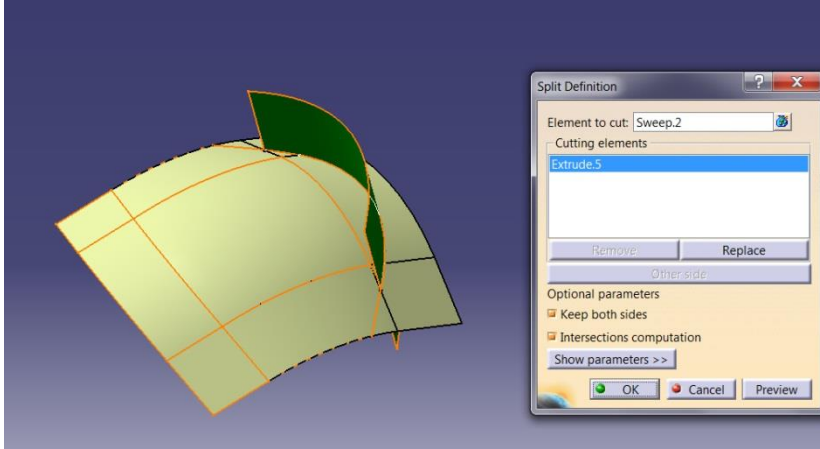 Split Definition
? X
Element to cut: Sweep.2
Cutting elements
Extrude.5
Remove Replace
Other side
Optional parameters
Keep both sides
Intersections computation
Show parameters >>
OK Cancel Preview